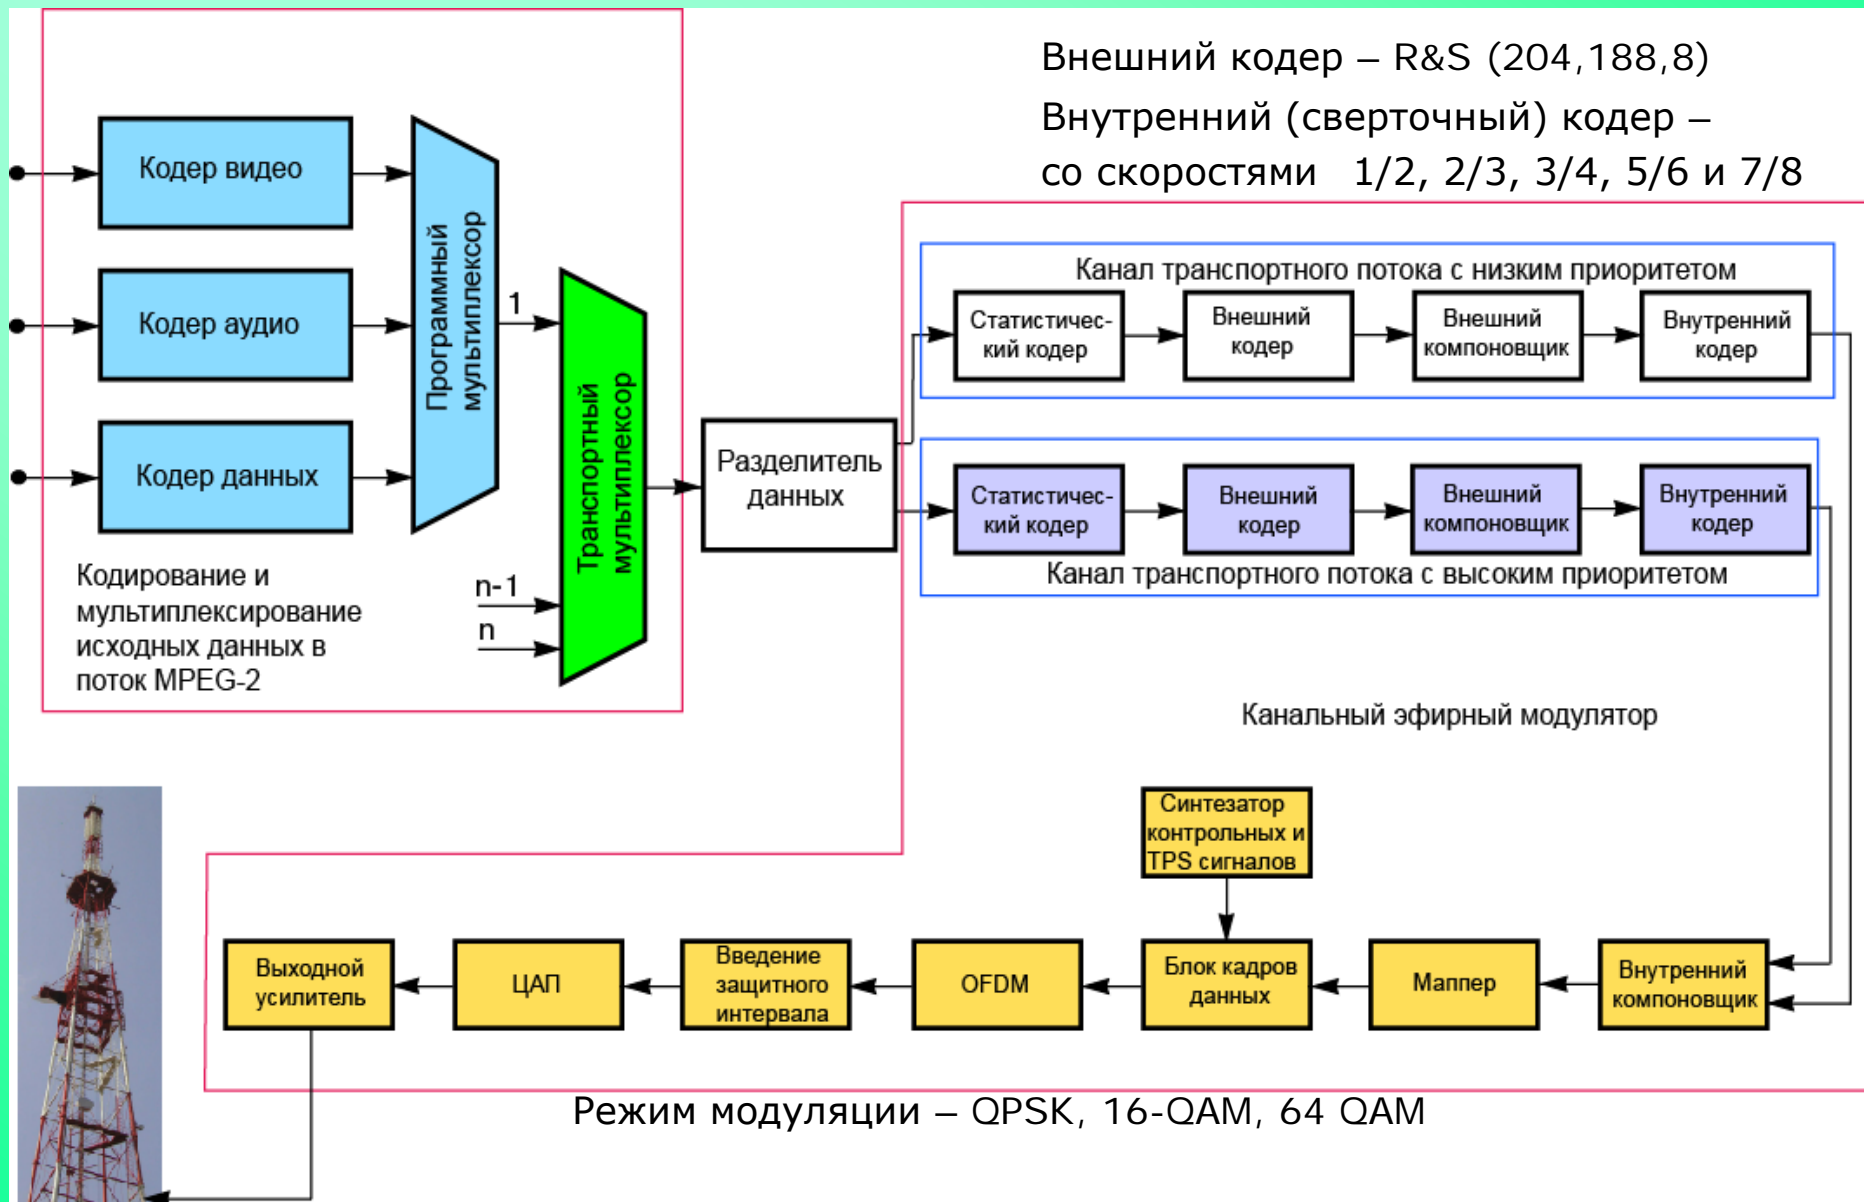 Внешний кодер – R&S (204,188,8)
Внутренний (сверточный) кодер –
со скоростями 1/2, 2/3, 3/4, 5/6 и 7/8
Кодер видео
Кодер аудио
Кодер данных
Программный
мультиплексор
1
Транспортный
мультиплексор
n-1
n
Кодирование и
мультиплексирование
исходных данных в
поток MPEG-2
Разделитель
данных
Канал транспортного потока с низким приоритетом
Статистичес-
кий кодер
Внешний
кодер
Внешний
компоновщик
Внутренний
кодер
Статистичес-
кий кодер
Внешний
кодер
Внешний
компоновщик
Внутренний
кодер
Канал транспортного потока с высоким приоритетом
Канальный эфирный модулятор
Синтезатор
контрольных и
TPS сигналов
Выходной
усилитель
ЦАП
Введение
защитного
интервала
OFDM
Блок кадров
данных
Маппер
Внутренний
компоновщик
Режим модуляции – QPSK, 16-QAM, 64 QAM